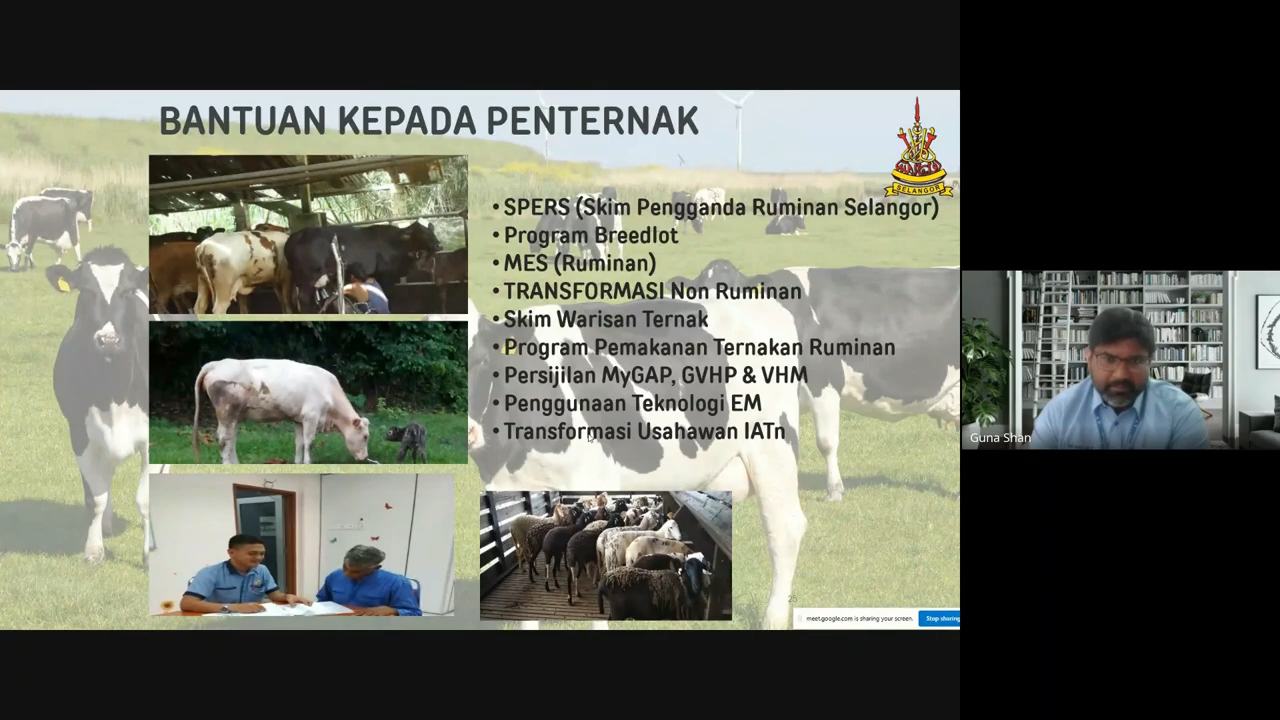 BANTUAN KEPADA PENTERNAK
SELANGOR
• SPERS (Skim Pengganda Ruminan Selangor)
• Program Breedlot
• MES (Ruminan)
• TRANSFORMASI Non Ruminan
• Skim Warisan Ternak
• Program Pemakanan Ternakan Ruminan
• Persijilan MyGAP, GVHP & VHM
• Penggunaan Teknologi EM
• Transformasi Usahawan IATn
25
meet.google.com is sharing your screen.
Stop sharing
Guna Shan